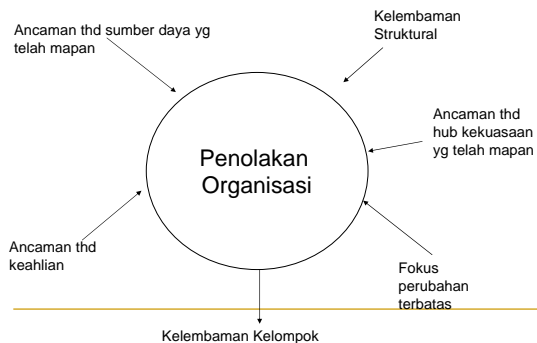 Ancaman thd sumber daya yg
telah mapan
Kelembaman
Struktural
Ancaman thd
hub kekuasaan
yg telah mapan
Penolakan
Organisasi
Ancaman thd
keahlian
Fokus
perubahan
terbatas
Kelembaman Kelompok